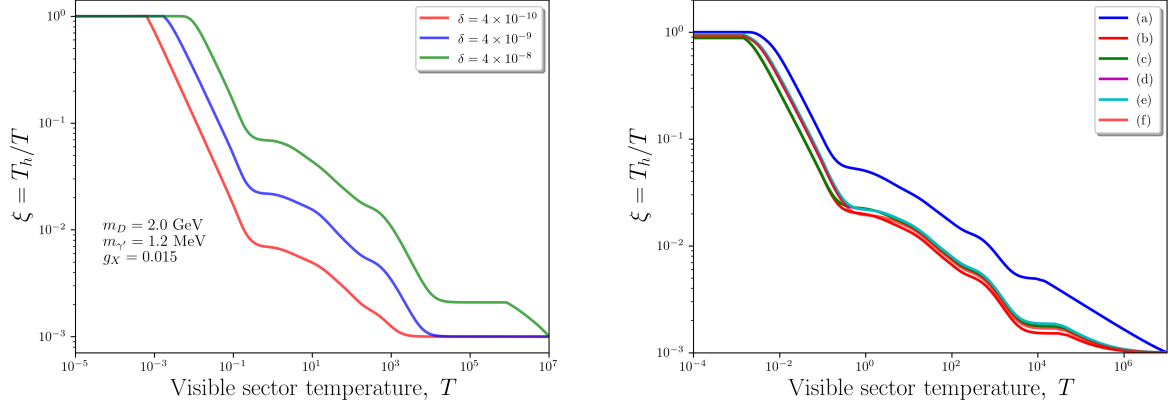 10^0
10^{-1}
10^{-2}
10^{-3}
ξ = T_h/T
δ = 4 × 10^{-10}
δ = 4 × 10^{-9}
δ = 4 × 10^{-8}
m_D = 2.0 GeV
m_{γ'} = 1.2 MeV
g_X = 0.015
10^{-5} 10^{-3} 10^{-1} 10^1 10^3 10^5 10^7
Visible sector temperature, T
10^0
10^{-1}
10^{-2}
10^{-3}
ξ = T_h/T
(a)
(b)
(c)
(d)
(e)
(f)
10^{-4} 10^{-2} 10^0 10^2 10^4 10^6
Visible sector temperature, T